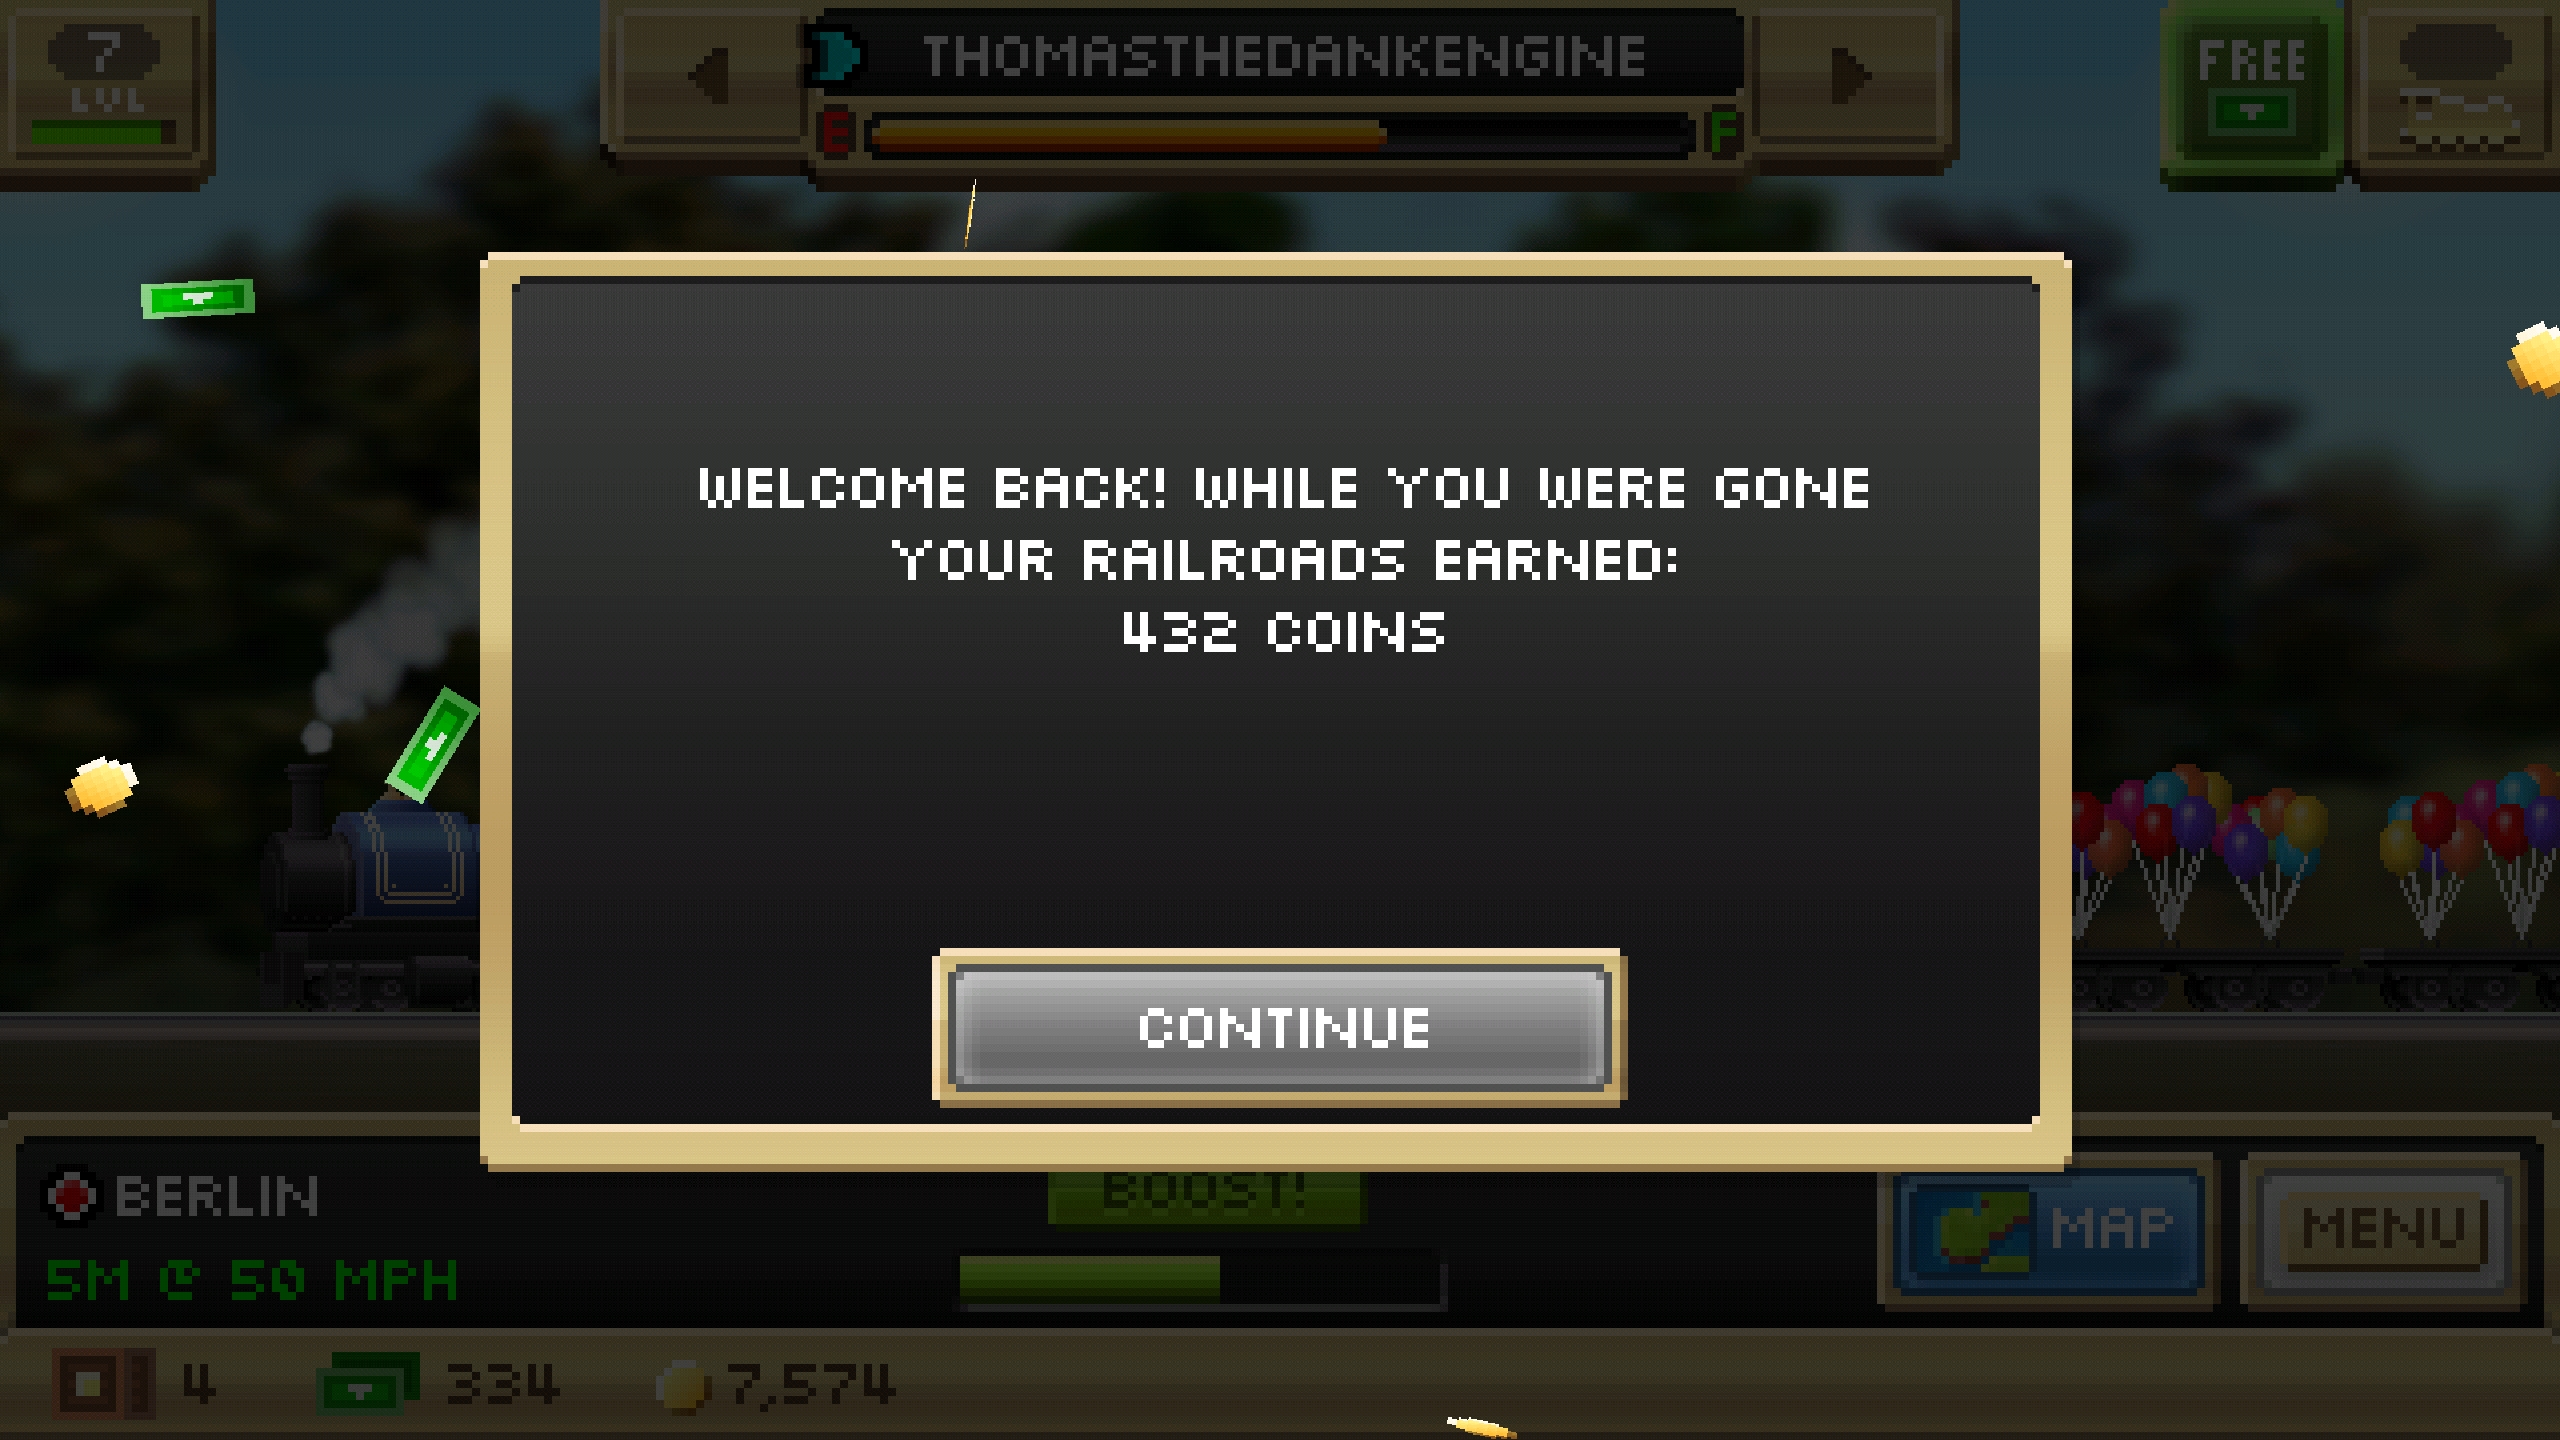 7
LVL
THOMASTHEDANKENGINE
E
F
FREE
WELCOME BACK! WHILE YOU WERE GONE
YOUR RAILROADS EARNED:
432 COINS
CONTINUE
BERLIN
5M @ 50 MPH
BOOST!
MAP
MENU
4
334
7,574